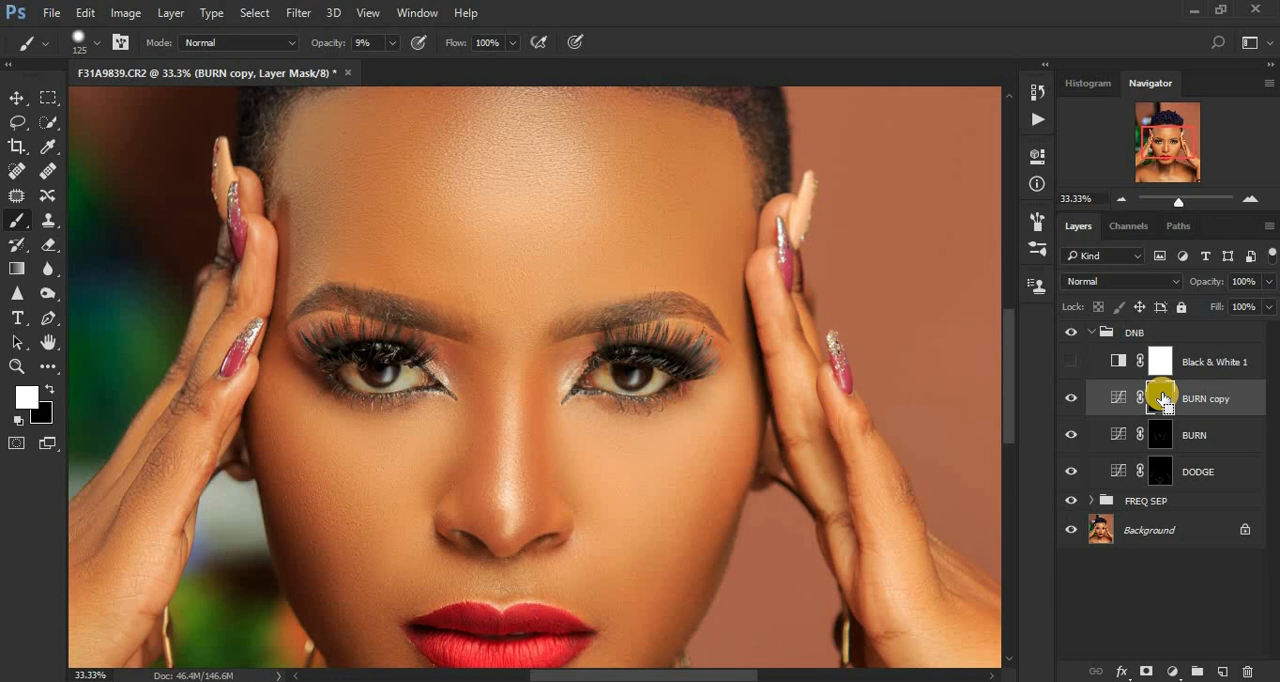 Ps File Edit Image Layer Type Select Filter 3D View Window Help
125 Mode: Normal Opacity: 9% Flow: 100%
F31A9839.CR2 @ 33.3% (BURN copy, Layer Mask/8) * ×
Histogram Navigator
33.33%
Layers Channels Paths
Kind
Normal Opacity: 100%
Lock: Fill: 100%
DNB
Black & White 1
BURN copy
BURN
DODGE
FREQ SEP
Background
33.33% Doc: 46.4M/146.6M
fx